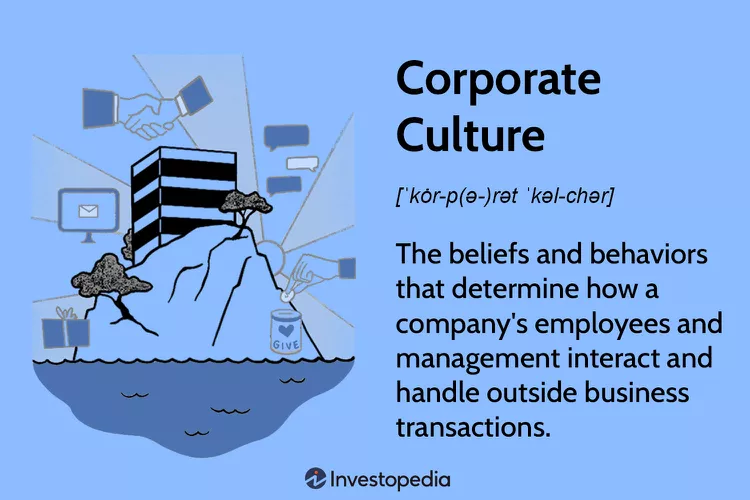 Corporate
Culture
[ˈkȯr-p(ə-)rət ˈkəl-chər]
The beliefs and behaviors
that determine how a
company's employees and
management interact and
handle outside business
transactions.
GIVE
Investopedia